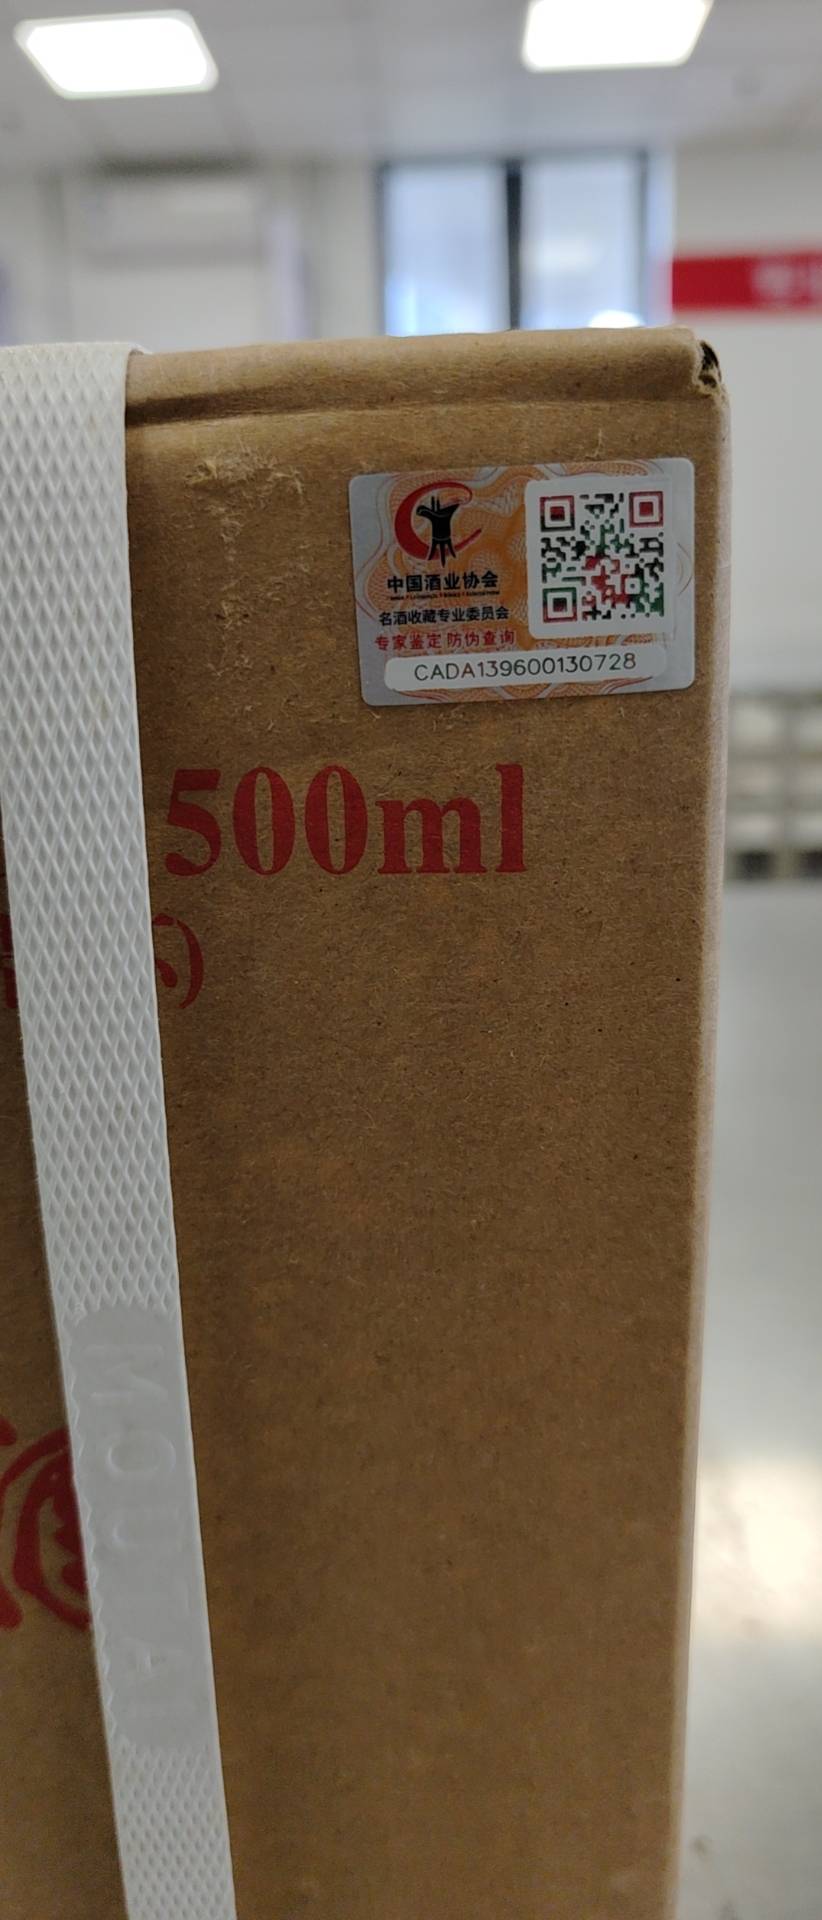 中国酒业协会
名酒收藏专业委员会
专家鉴定 防伪查询
CADA139600130728
500ml
MOUTAI